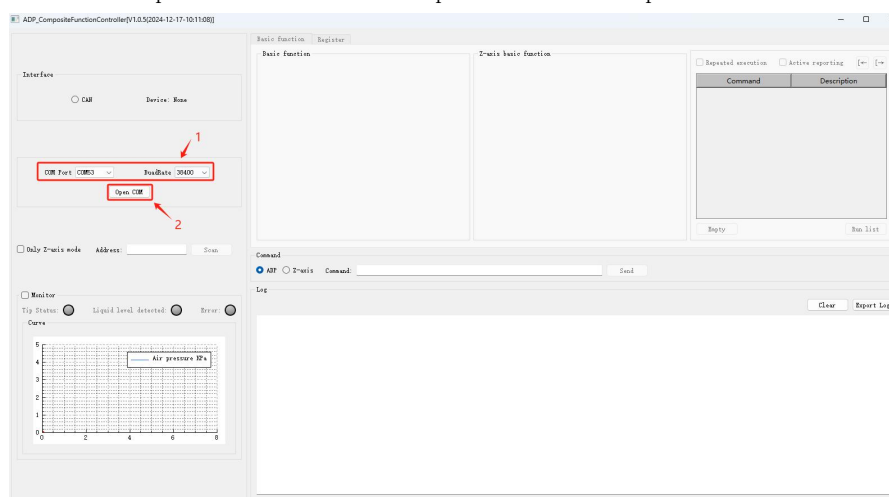 ADP_CompositeFunctionController[V1.0.5(2024-12-17-10:11:08)]
Basic function Register
Basic function
Z-axis basic function
Repeated execution Active reporting [← [→
Command Description
Interface
CAN Device: None
1
COM Port COM53 BoudRate 38400
Open COM
2
Empty Run list
Only Z-axis mode Address: Scan
Command
ADP Z-axis Command: Send
Log
Clear Export Log
Monitor
Tip Status: Liquid level detected: Error:
Curve
Air pressure KPa
5
4
3
2
1
0
0 2 4 6 8